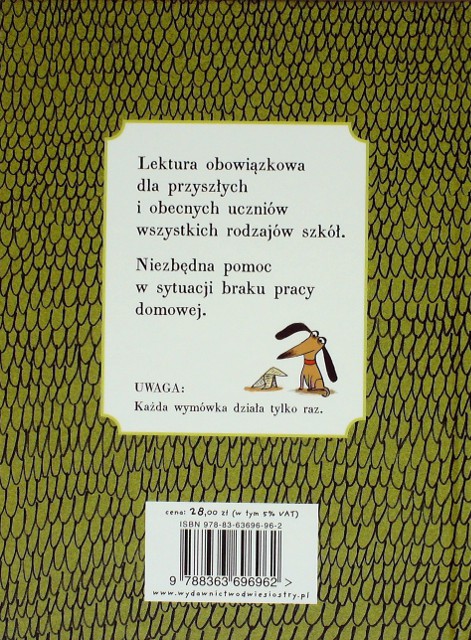 Lektura obowiązkowa
dla przyszłych
i obecnych uczniów
wszystkich rodzajów szkół.
Niezbędna pomoc
w sytuacji braku pracy
domowej.
UWAGA:
Każda wymówka działa tylko raz.
cena: 28,00 zł (w tym 5% VAT)
ISBN 978-83-63696-96-2
9 788363 696962 >
www.wydawnictwodwiesiostry.pl